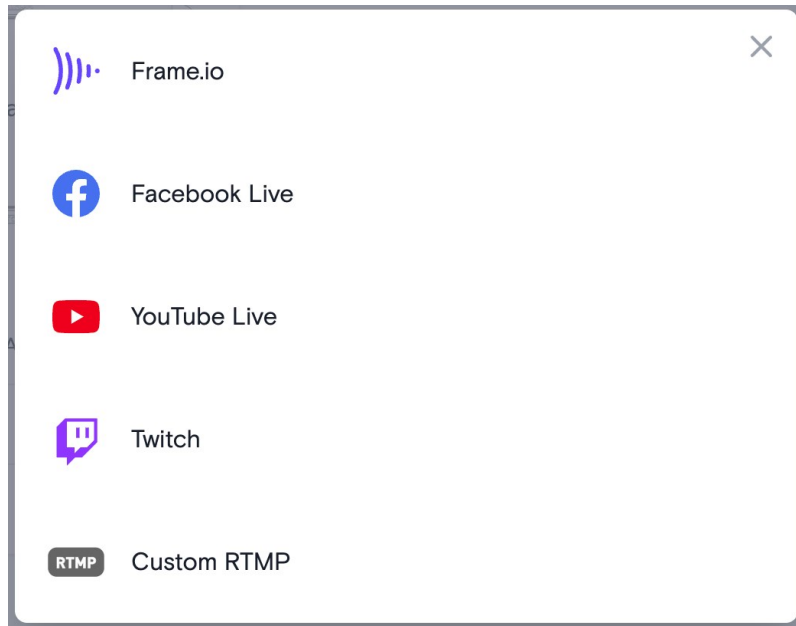 Frame.io
Facebook Live
YouTube Live
Twitch
RTMP Custom RTMP